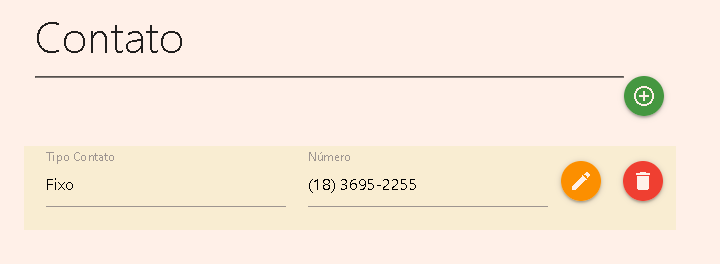 Contato
Tipo Contato
Número
Fixo
(18) 3695-2255